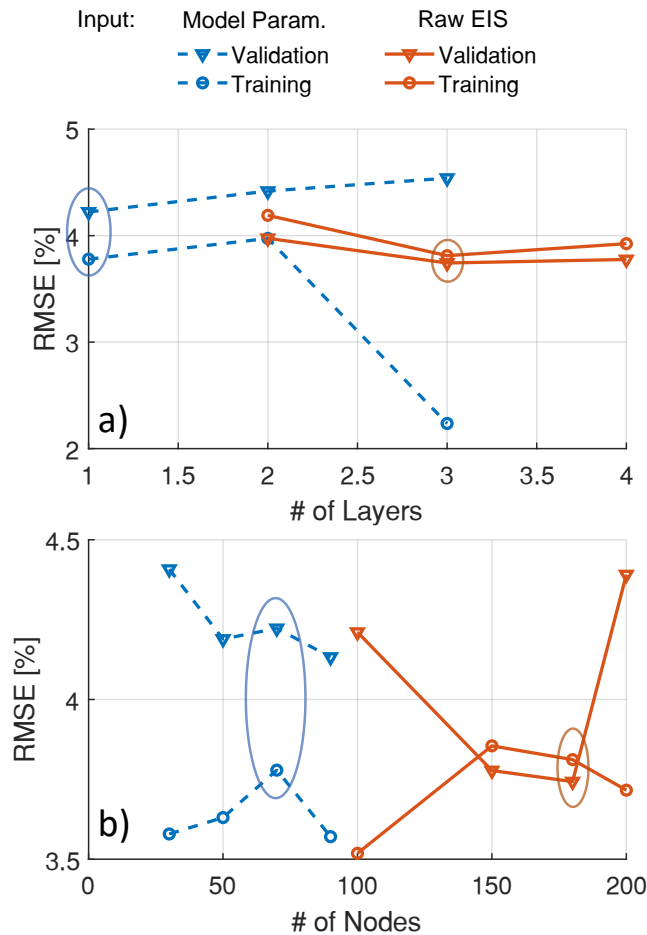 Input: Model Param. Raw EIS
Validation Validation
Training Training
5
4
3
2
RMSE [%]
a)
1 1.5 2 2.5 3 3.5 4
# of Layers
4.5
4
3.5
RMSE [%]
b)
0 50 100 150 200
# of Nodes